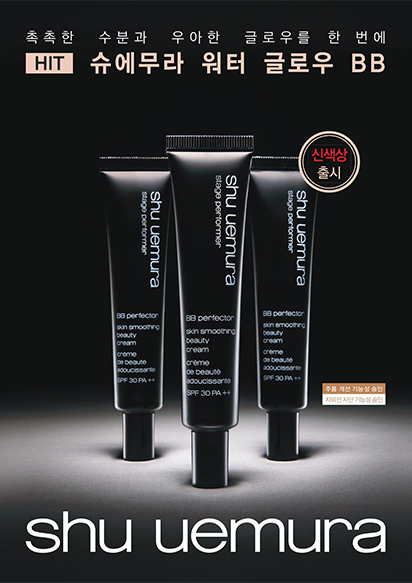 촉촉한 수분과 우아한 글로우를 한 번에
HIT 슈에무라 워터 글로우 BB
신색상
출시
shu uemura
stage performer
BB perfector
skin smoothing
beauty
cream
crème
de beauté
adoucissante
SPF 30 PA ++
shu uemura
stage performer
BB perfector
skin smoothing
beauty
cream
crème
de beauté
adoucissante
SPF 30 PA ++
shu uemura
stage performer
BB perfector
skin smoothing
beauty
cream
crème
de beauté
adoucissante
SPF 30 PA ++
주름 개선 기능성 승인
자외선 차단 기능성 승인
shu uemura